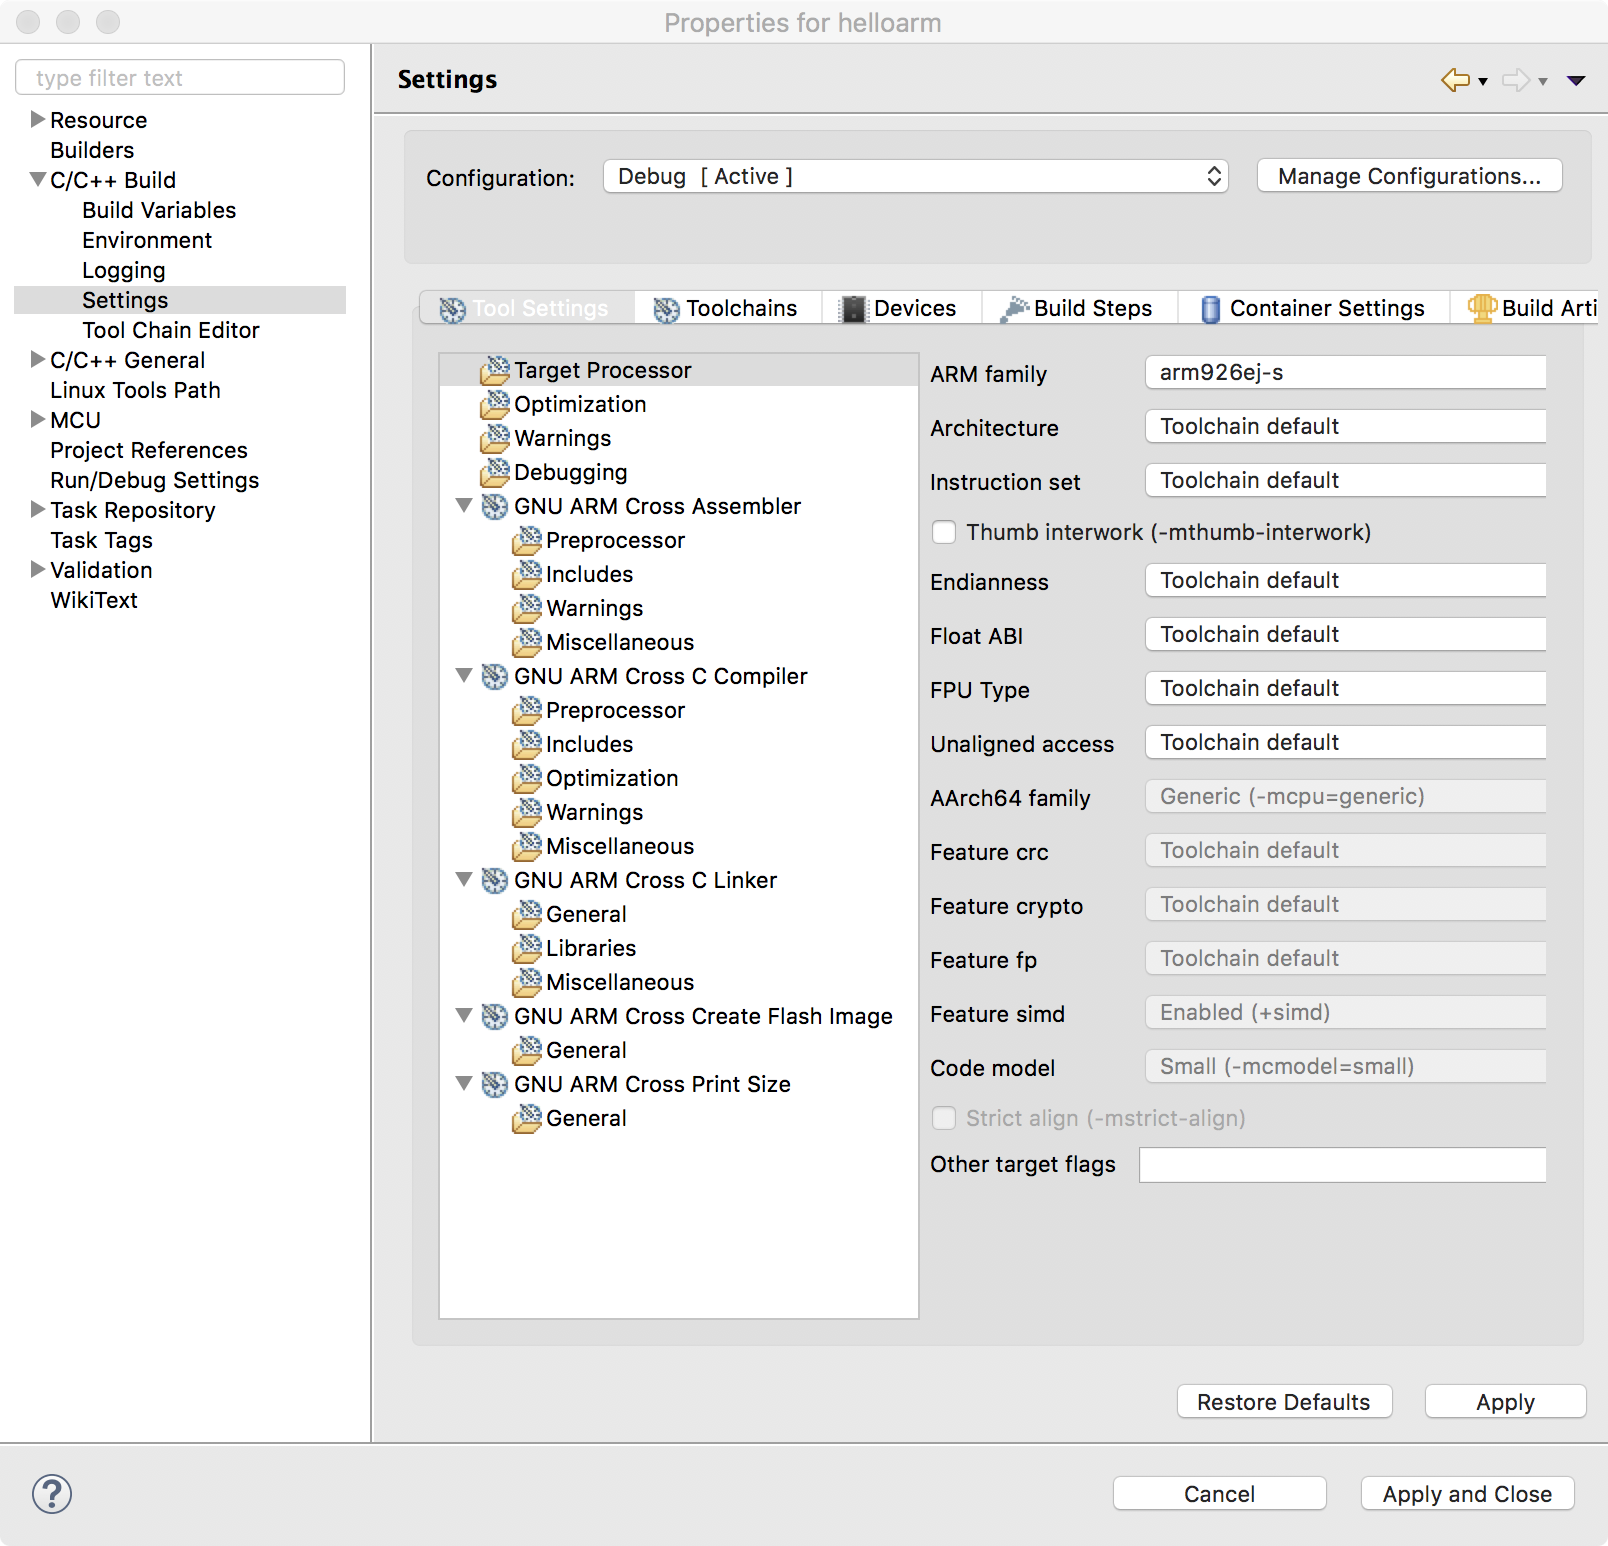 Properties for helloarm
type filter text
Resource
Builders
C/C++ Build
Build Variables
Environment
Logging
Settings
Tool Chain Editor
C/C++ General
Linux Tools Path
MCU
Project References
Run/Debug Settings
Task Repository
Task Tags
Validation
WikiText
Settings
Configuration: Debug [ Active ] Manage Configurations...
Tool Settings Toolchains Devices Build Steps Container Settings Build Arti
Target Processor
Optimization
Warnings
Debugging
GNU ARM Cross Assembler
Preprocessor
Includes
Warnings
Miscellaneous
GNU ARM Cross C Compiler
Preprocessor
Includes
Optimization
Warnings
Miscellaneous
GNU ARM Cross C Linker
General
Libraries
Miscellaneous
GNU ARM Cross Create Flash Image
General
GNU ARM Cross Print Size
General
ARM family arm926ej-s
Architecture Toolchain default
Instruction set Toolchain default
Thumb interwork (-mthumb-interwork)
Endianness Toolchain default
Float ABI Toolchain default
FPU Type Toolchain default
Unaligned access Toolchain default
AArch64 family Generic (-mcpu=generic)
Feature crc Toolchain default
Feature crypto Toolchain default
Feature fp Toolchain default
Feature simd Enabled (+simd)
Code model Small (-mcmodel=small)
Strict align (-mstrict-align)
Other target flags
Restore Defaults Apply
? Cancel Apply and Close